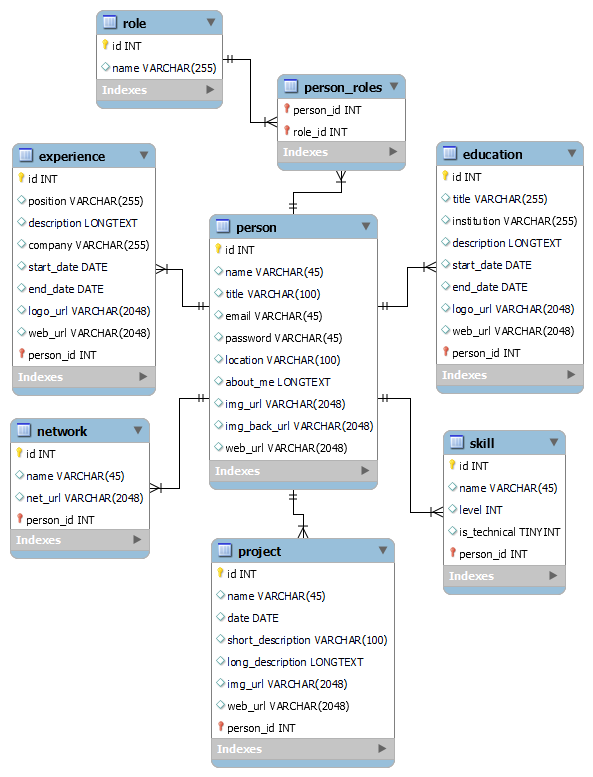 role
id INT
name VARCHAR(255)
Indexes
person_roles
person_id INT
role_id INT
Indexes
experience
id INT
position VARCHAR(255)
description LONGTEXT
company VARCHAR(255)
start_date DATE
end_date DATE
logo_url VARCHAR(2048)
web_url VARCHAR(2048)
person_id INT
Indexes
education
id INT
title VARCHAR(255)
institution VARCHAR(255)
description LONGTEXT
start_date DATE
end_date DATE
logo_url VARCHAR(2048)
web_url VARCHAR(2048)
person_id INT
Indexes
person
id INT
name VARCHAR(45)
title VARCHAR(100)
email VARCHAR(45)
password VARCHAR(45)
location VARCHAR(100)
about_me LONGTEXT
img_url VARCHAR(2048)
img_back_url VARCHAR(2048)
web_url VARCHAR(2048)
Indexes
network
id INT
name VARCHAR(45)
net_url VARCHAR(2048)
person_id INT
Indexes
skill
id INT
name VARCHAR(45)
level INT
is_technical TINYINT
person_id INT
Indexes
project
id INT
name VARCHAR(45)
date DATE
short_description VARCHAR(100)
long_description LONGTEXT
img_url VARCHAR(2048)
web_url VARCHAR(2048)
person_id INT
Indexes